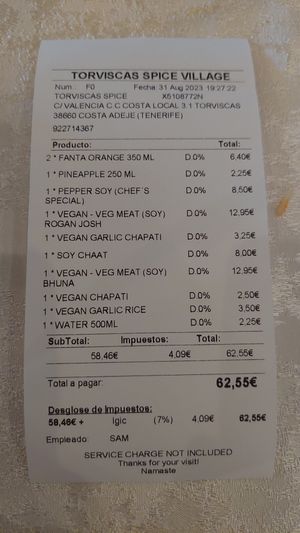 TORVISCAS SPICE VILLAGE
Num: F0 Fecha: 31 Aug 2023 19:27:22
TORVISCAS SPICE X5108772N
C/ VALENCIA C C COSTA LOCAL 3 1 TORVISCAS
38660 COSTA ADEJE (TENERIFE)
922714367
Producto: Total:
2 * FANTA ORANGE 350 ML D.0% 6,40€
1 * PINEAPPLE 250 ML D.0% 2,25€
1 * PEPPER SOY (CHEF´S D.0% 8,50€
SPECIAL)
1 * VEGAN - VEG MEAT (SOY) D.0% 12,95€
ROGAN JOSH
1 * VEGAN GARLIC CHAPATI D.0% 3,25€
1 * SOY CHAAT D.0% 8,00€
1 * VEGAN - VEG MEAT (SOY) D.0% 12,95€
BHUNA
1 * VEGAN CHAPATI D.0% 2,50€
1 * VEGAN GARLIC RICE D.0% 3,50€
1 * WATER 500ML D.0% 2,25€
SubTotal: Impuestos: Total:
58,46€ 4,09€ 62,55€
Total a pagar: 62,55€
Desglose de Impuestos:
58,46€ + Igic (7%) 4,09€ 62,55€
Empleado: SAM
SERVICE CHARGE NOT INCLUDED
Thanks for your visit!
Namaste